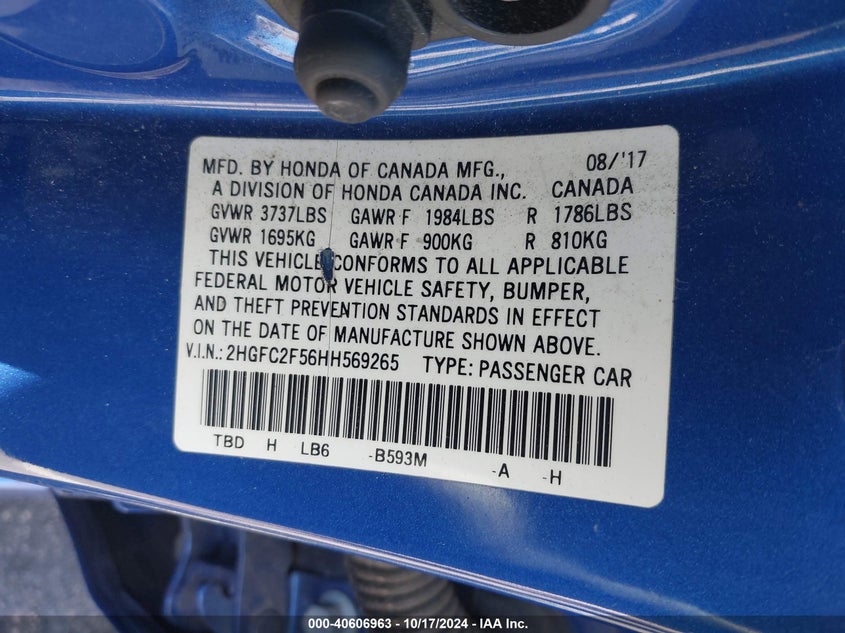 MFD. BY HONDA OF CANADA MFG., 08/'17
A DIVISION OF HONDA CANADA INC. CANADA
GVWR 3737LBS GAWR F 1984LBS R 1786LBS
GVWR 1695KG GAWR F 900KG R 810KG
THIS VEHICLE CONFORMS TO ALL APPLICABLE
FEDERAL MOTOR VEHICLE SAFETY, BUMPER,
AND THEFT PREVENTION STANDARDS IN EFFECT
ON THE DATE OF MANUFACTURE SHOWN ABOVE.
V.I.N.: 2HGFC2F56HH569265 TYPE: PASSENGER CAR
TBD H LB6 -B593M -A -H
000-40606963 - 10/17/2024 - IAA Inc.